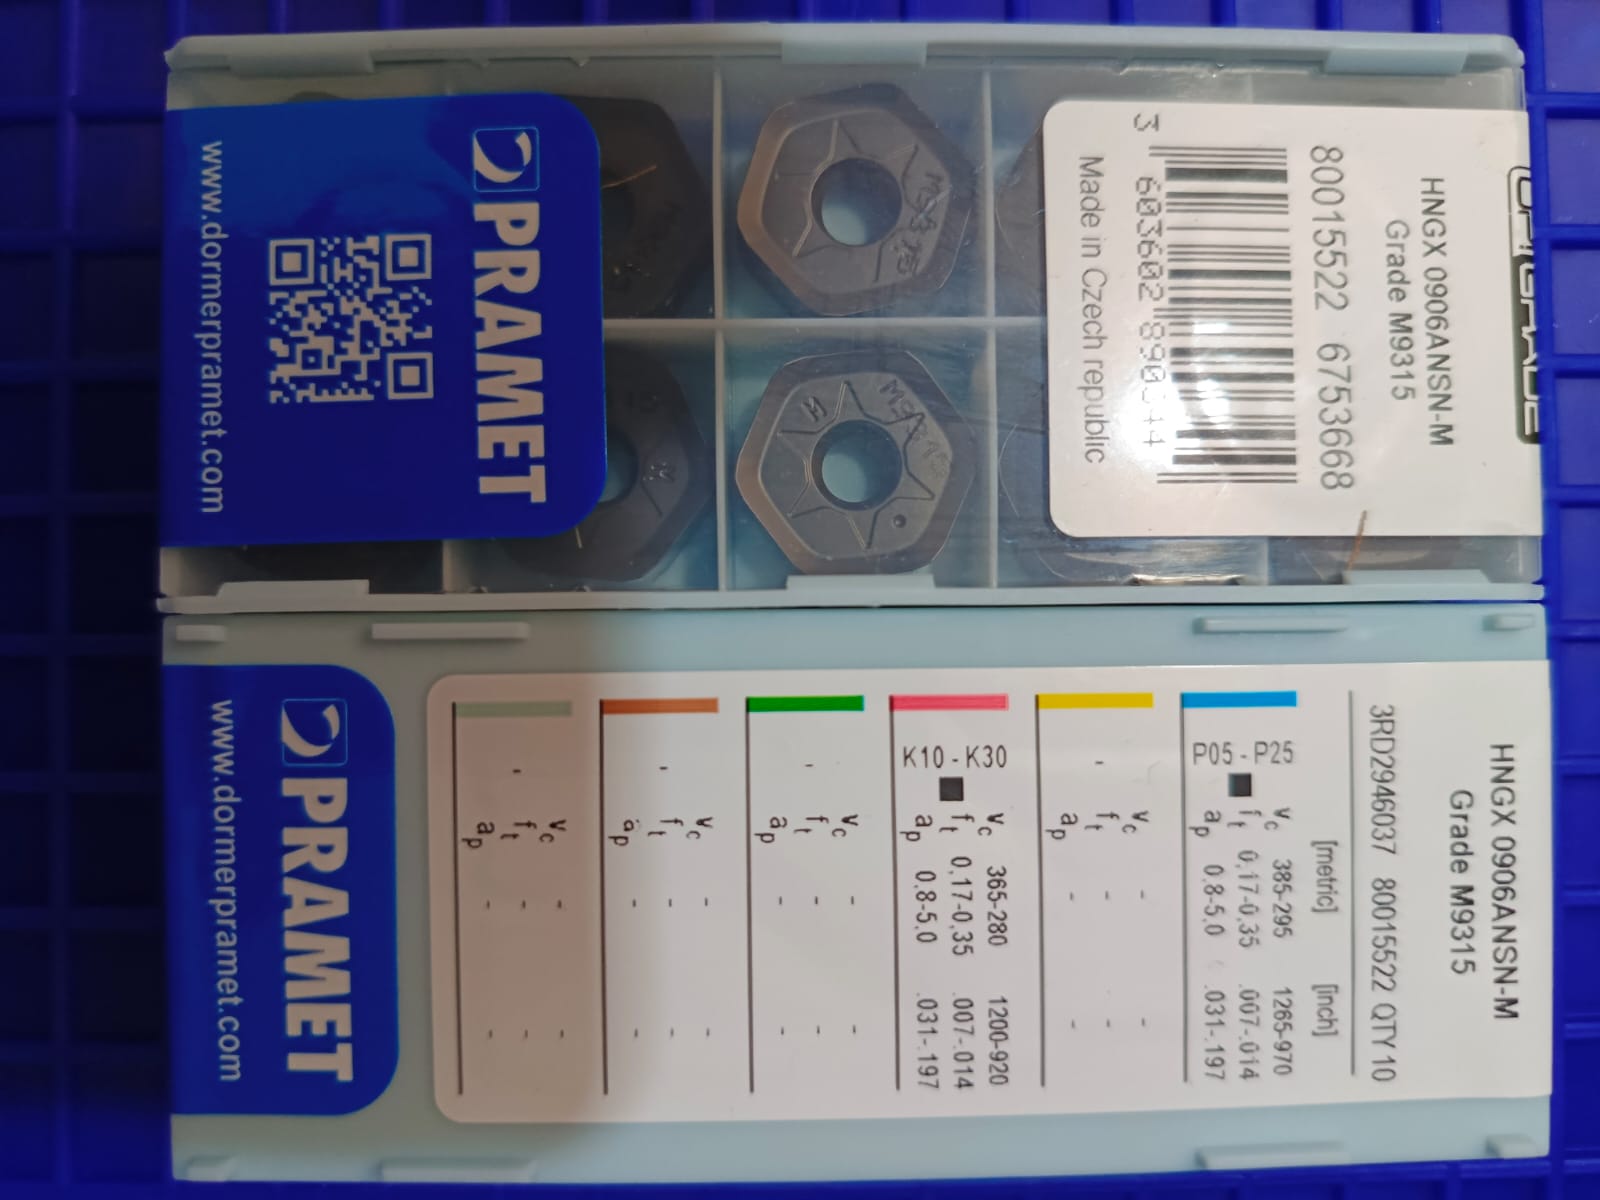 UPGRADE
HNGX 0906ANSN-M
Grade M9315
80015522 6753668
Made in Czech republic
PRAMET
www.dormerpramet.com
M9315
M
M9315
M
HNGX 0906ANSN-M
Grade M9315
3RD2946037 80015522 QTY10
[metric] [inch]
P05 - P25
vc 385-295 1265-970
ft 0,17-0,35 .007-.014
ap 0,8-5,0 .031-.197
-
vc - -
ft - -
ap - -
K10 - K30
vc 365-280 1200-920
ft 0,17-0,35 .007-.014
ap 0,8-5,0 .031-.197
-
vc - -
ft - -
ap - -
-
vc - -
ft - -
ap - -
-
vc - -
ft - -
ap - -
PRAMET
www.dormerpramet.com